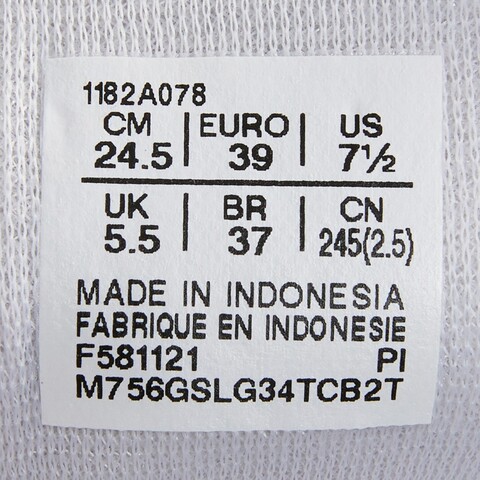 1182A078
CM | EURO | US
24.5 | 39 | 7½
UK | BR | CN
5.5 | 37 | 245(2.5)
MADE IN INDONESIA
FABRIQUE EN INDONESIE
F581121 PI
M756GSLG34TCB2T